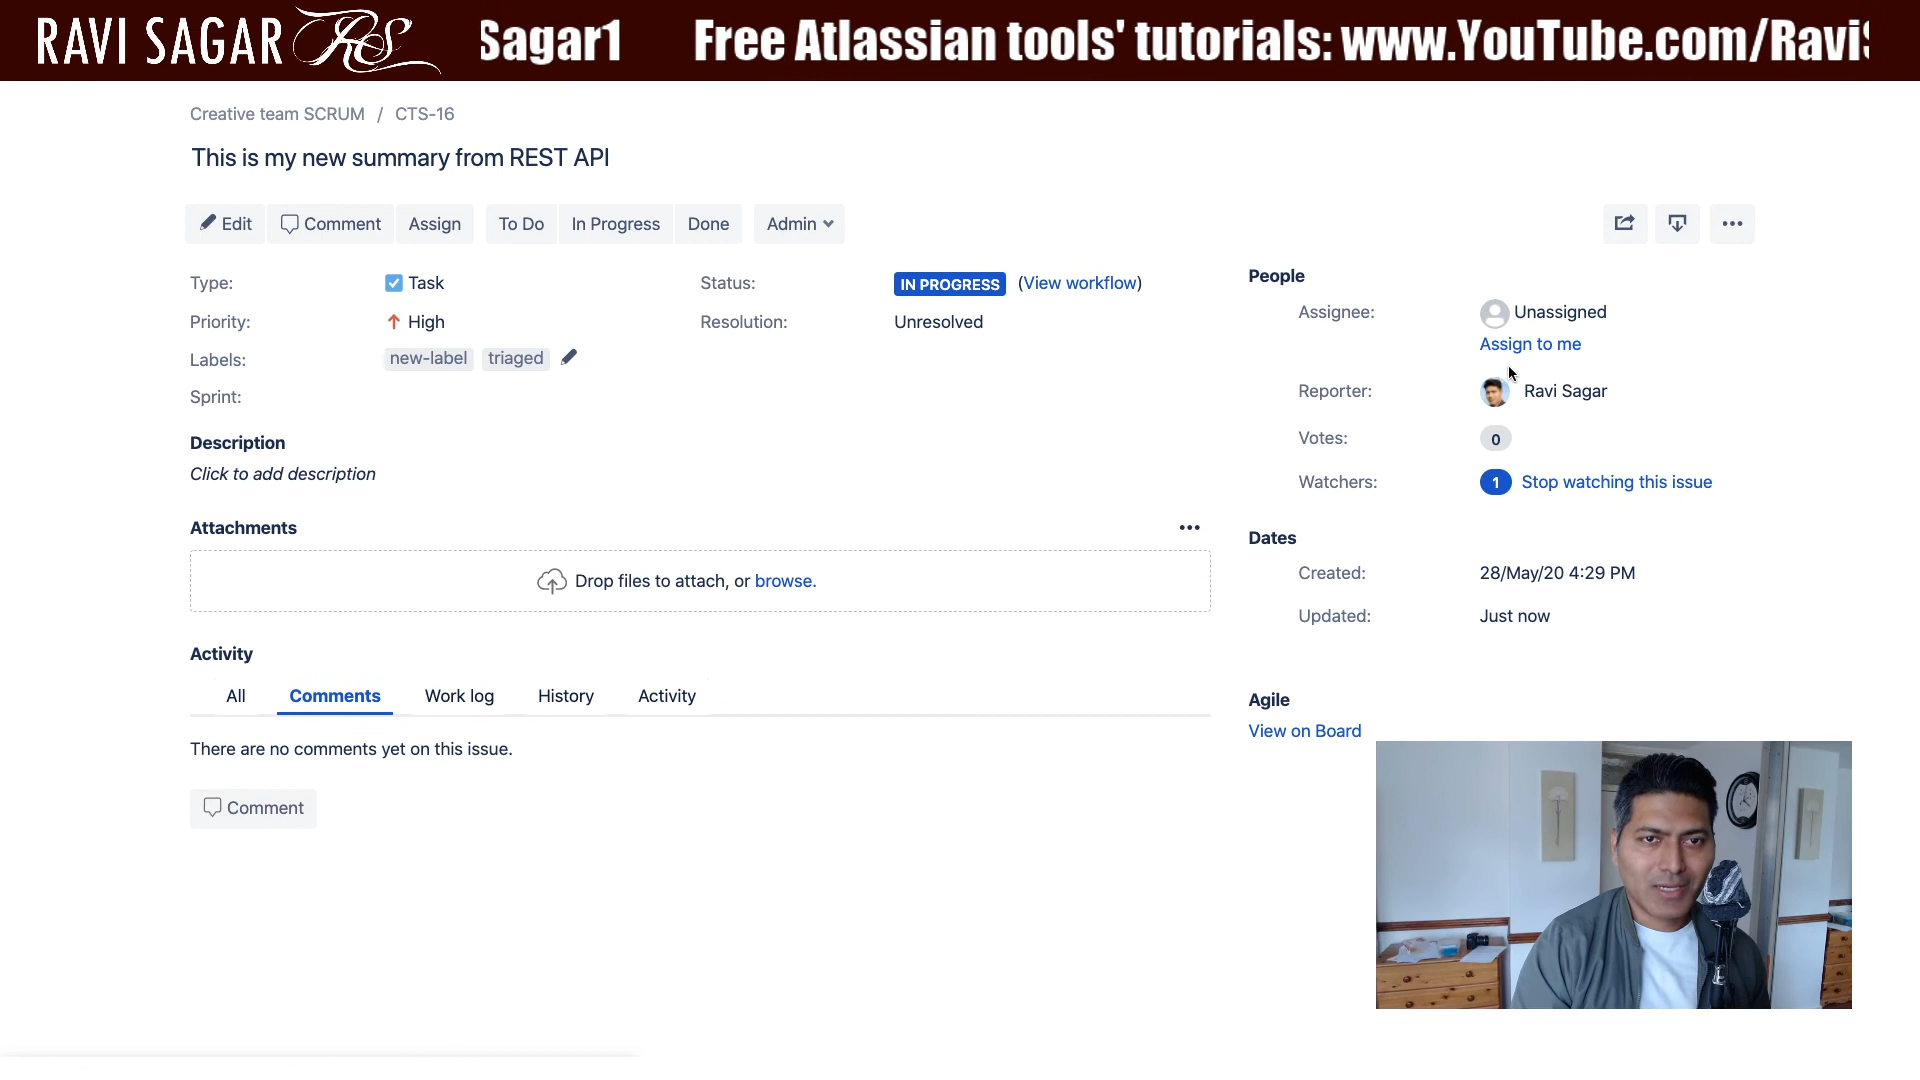 RAVI SAGAR RS Sagar1 Free Atlassian tools' tutorials: www.YouTube.com/Ravi
Creative team SCRUM / CTS-16
This is my new summary from REST API
Edit Comment Assign To Do In Progress Done Admin
Type: Task Status: IN PROGRESS (View workflow)
Priority: High Resolution: Unresolved
Labels: new-label triaged
Sprint:
Description
Click to add description
Attachments
Drop files to attach, or browse.
Activity
All Comments Work log History Activity
There are no comments yet on this issue.
Comment
People
Assignee: Unassigned
Assign to me
Reporter: Ravi Sagar
Votes: 0
Watchers: 1 Stop watching this issue
Dates
Created: 28/May/20 4:29 PM
Updated: Just now
Agile
View on Board